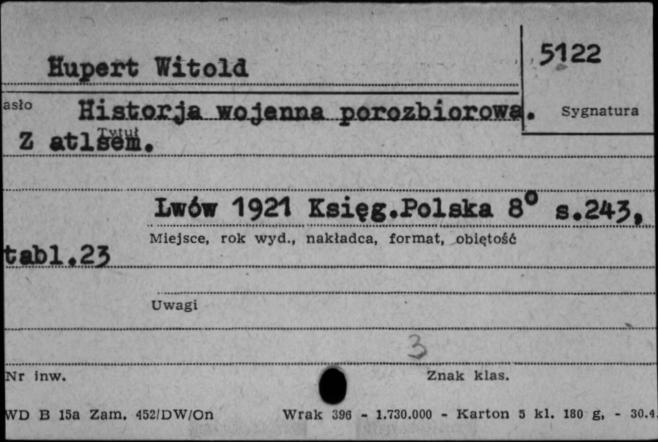 5122
Hupert Witold
asło Historja wojenna porozbiorowa. Sygnatura
Tytuł
Z atlsem.
Lwów 1921 Księg.Polska 8° s.243,
Miejsce, rok wyd., nakładca, format, objętość
tabl.23
Uwagi
3
Nr inw. Znak klas.
WD B 15a Zam. 452/DW/On Wrak 396 - 1.730.000 - Karton 5 kl. 180 g, - 30.4.